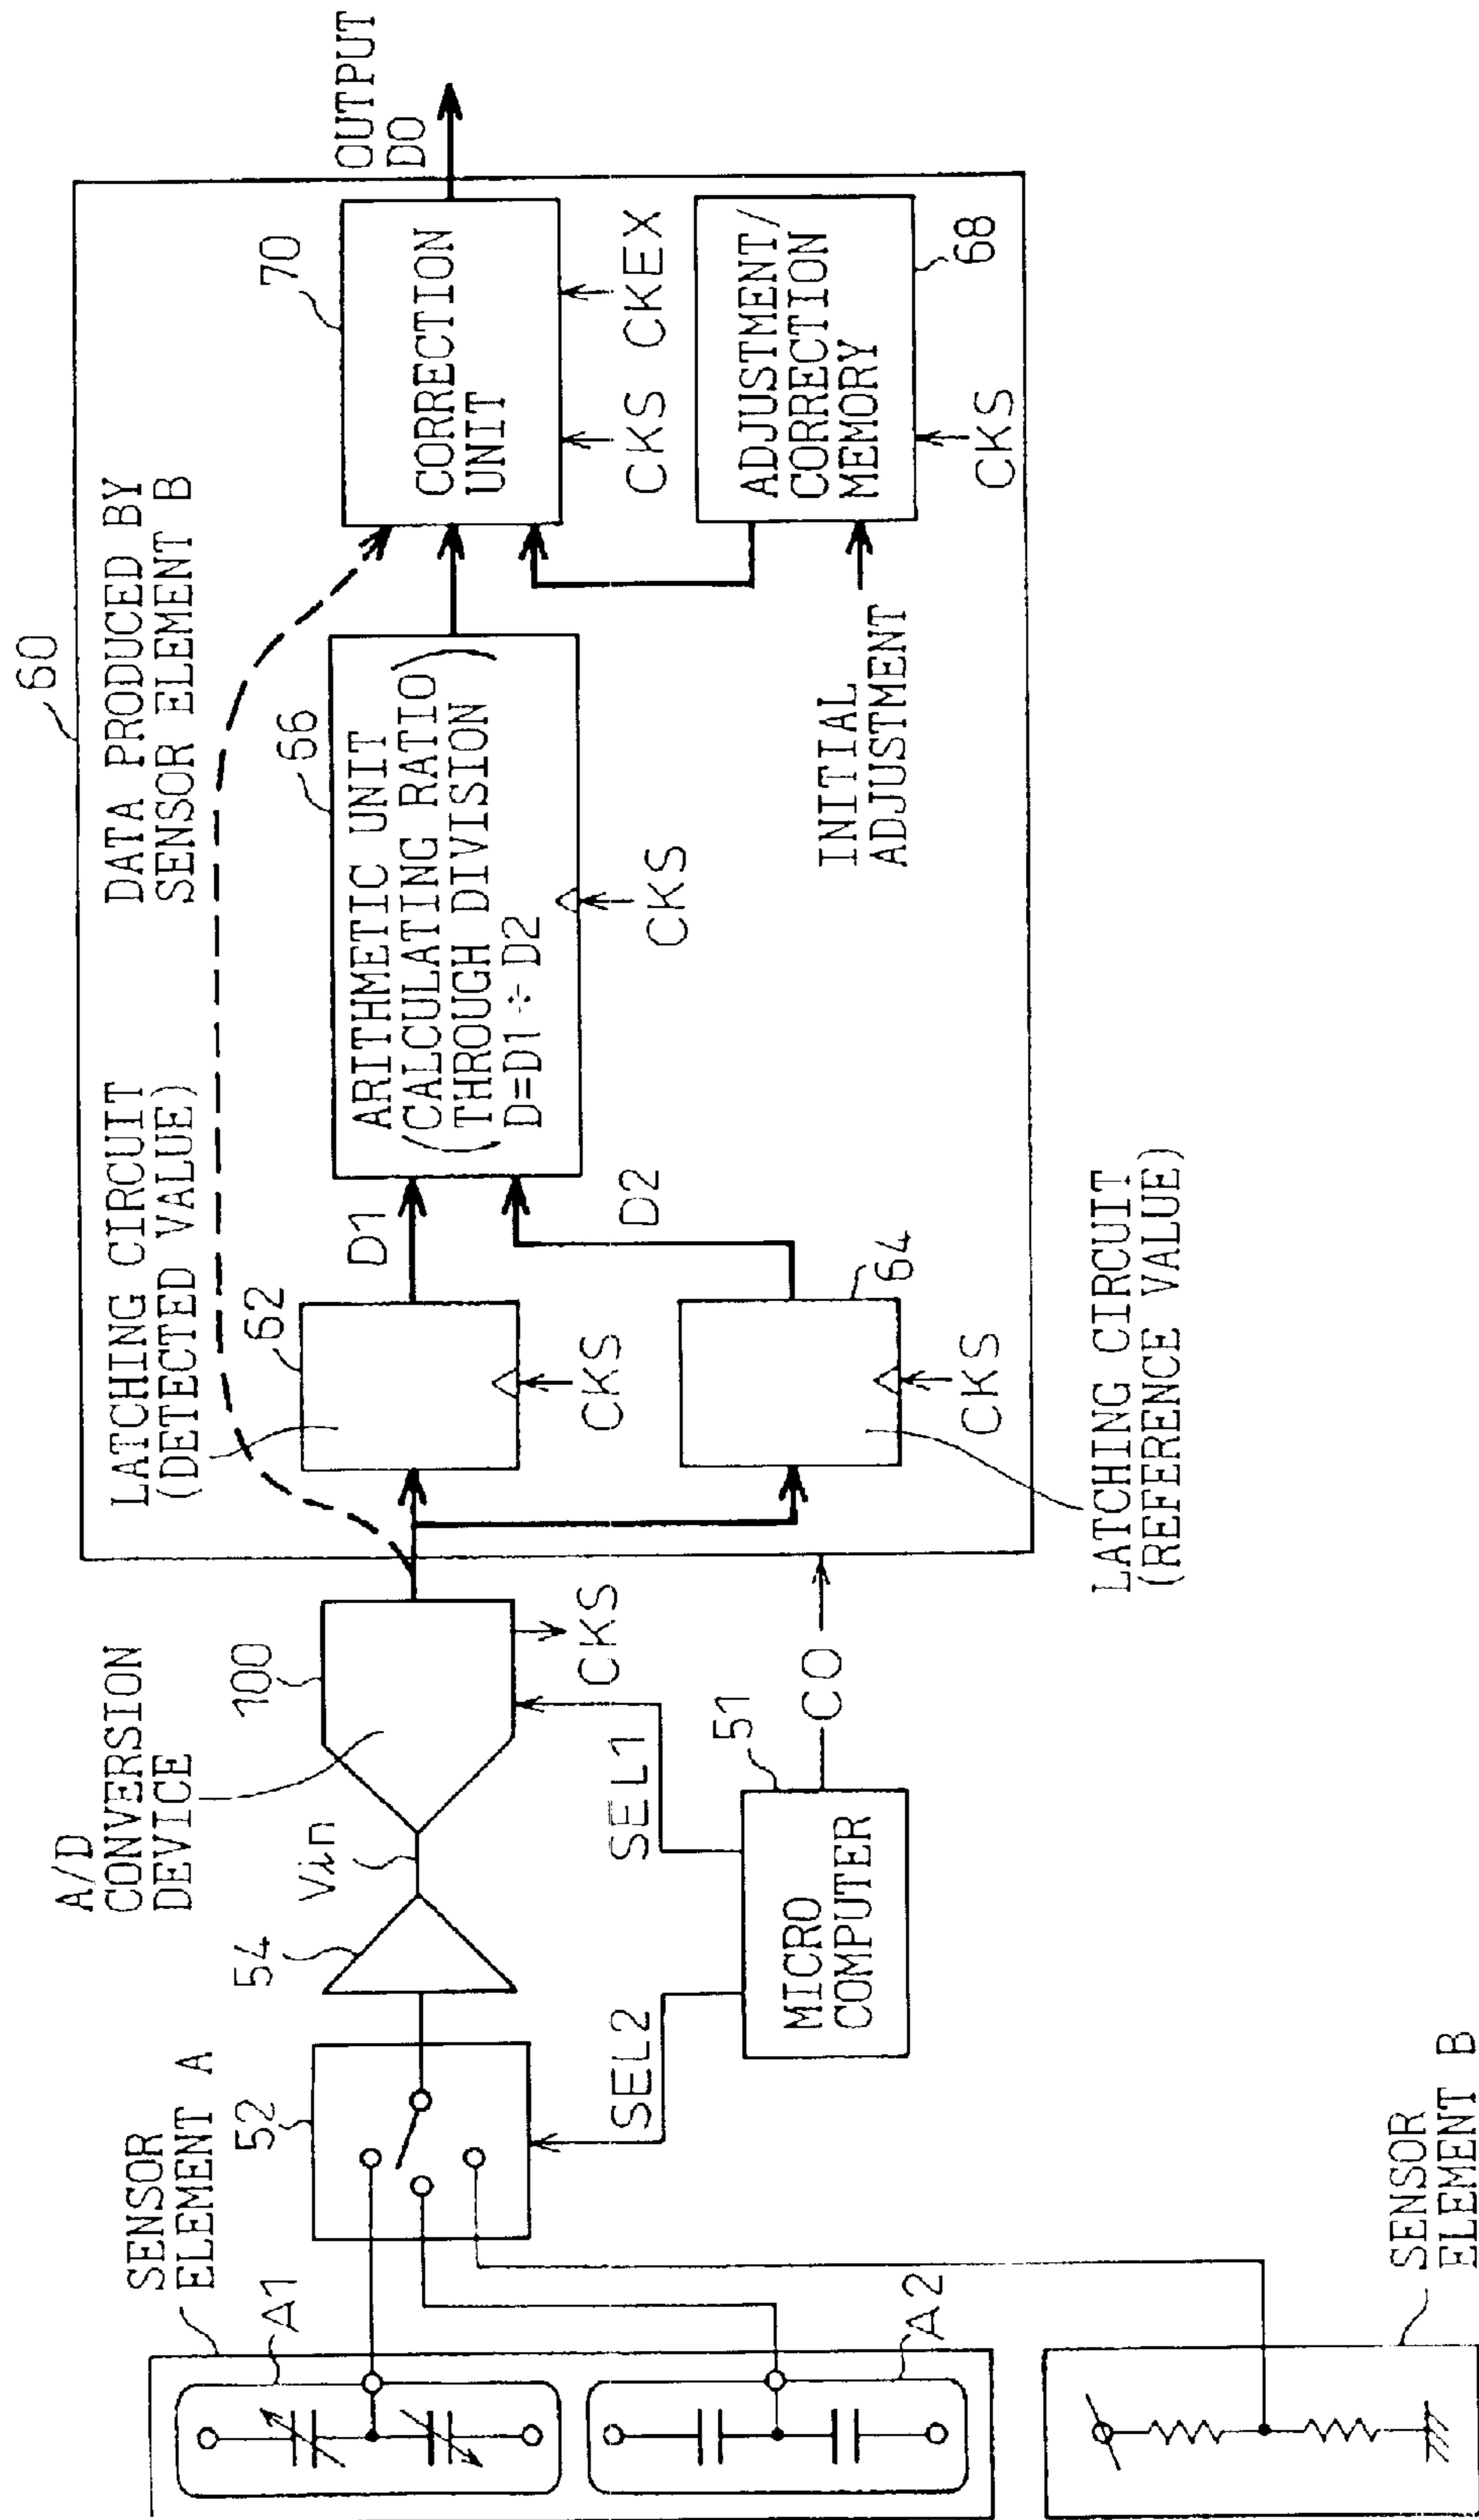 60
DATA PRODUCED BY
SENSOR ELEMENT B
LATCHING CIRCUIT
(DETECTED VALUE)
A/D
CONVERSION
DEVICE
SENSOR
ELEMENT A
A1
A2
52
54
Vin
100
CKS
SEL1
SEL2
51
MICRO
COMPUTER
CO
62
CKS
D1
D2
64
CKS
LATCHING CIRCUIT
(REFERENCE VALUE)
66
ARITHMETIC UNIT
(CALCULATING RATIO
THROUGH DIVISION)
D=D1÷D2
CKS
70
CORRECTION
UNIT
CKS CKEX
OUTPUT
DO
ADJUSTMENT/
CORRECTION
MEMORY
68
CKS
INITIAL
ADJUSTMENT
SENSOR
ELEMENT B